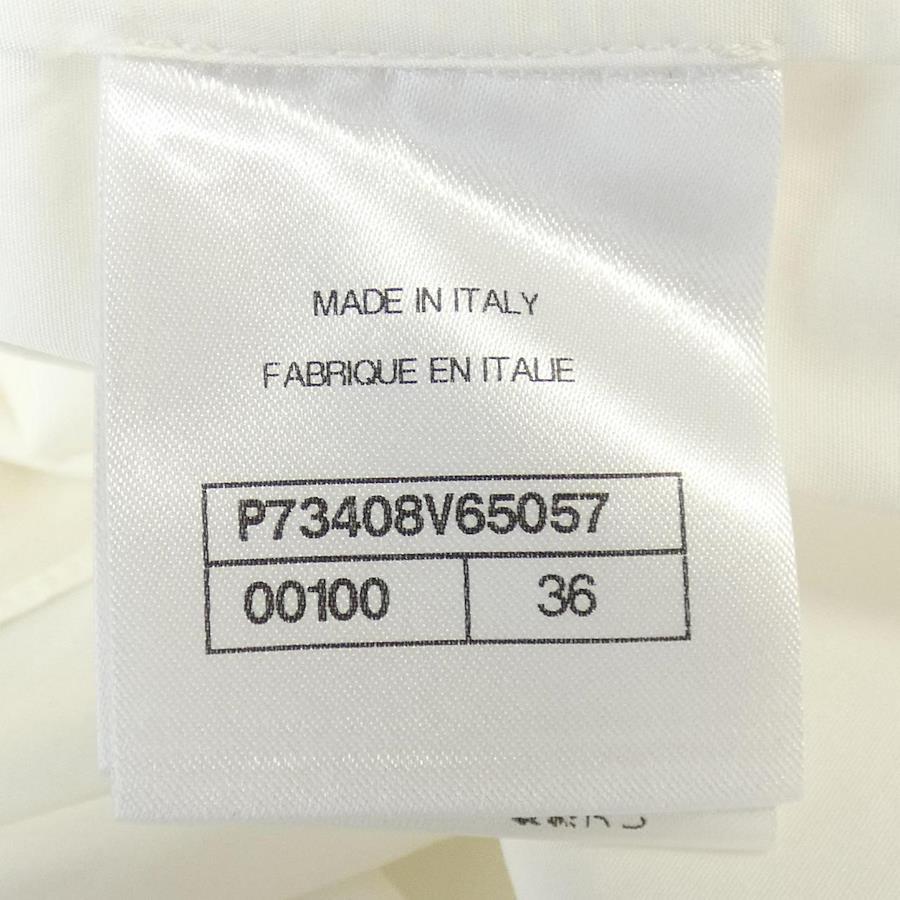 MADE IN ITALY
FABRIQUE EN ITALIE
P73408V65057
00100 36